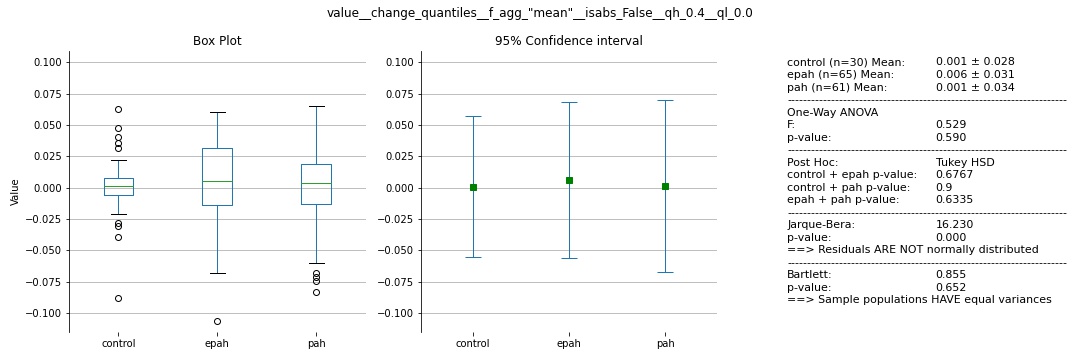 value__change_quantiles__f_agg_"mean"__isabs_False__qh_0.4__ql_0.0
Box Plot
0.100
0.075
0.050
0.025
0.000
−0.025
−0.050
−0.075
−0.100
Value
control epah pah
95% Confidence interval
0.100
0.075
0.050
0.025
0.000
−0.025
−0.050
−0.075
−0.100
control epah pah
control (n=30) Mean: 0.001 ± 0.028
epah (n=65) Mean: 0.006 ± 0.031
pah (n=61) Mean: 0.001 ± 0.034
One-Way ANOVA
F: 0.529
p-value: 0.590
Post Hoc: Tukey HSD
control + epah p-value: 0.6767
control + pah p-value: 0.9
epah + pah p-value: 0.6335
Jarque-Bera: 16.230
p-value: 0.000
==> Residuals ARE NOT normally distributed
Bartlett: 0.855
p-value: 0.652
==> Sample populations HAVE equal variances